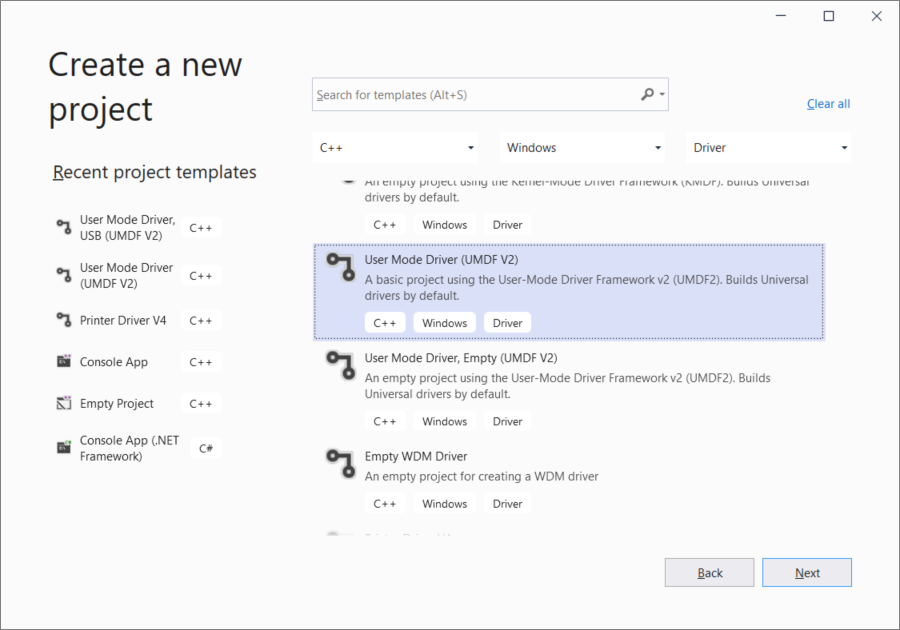 Create a new
project
Recent project templates
User Mode Driver,
USB (UMDF V2)
C++
User Mode Driver
(UMDF V2)
C++
Printer Driver V4
C++
Console App
C++
Empty Project
C++
Console App (.NET
Framework)
C#
Search for templates (Alt+S)
Clear all
C++
Windows
Driver
An empty project using the Kernel-Mode Driver Framework (KMDF). Builds Universal
drivers by default.
C++ Windows Driver
User Mode Driver (UMDF V2)
A basic project using the User-Mode Driver Framework v2 (UMDF2). Builds Universal
drivers by default.
C++ Windows Driver
User Mode Driver, Empty (UMDF V2)
An empty project using the User-Mode Driver Framework v2 (UMDF2). Builds
Universal drivers by default.
C++ Windows Driver
Empty WDM Driver
An empty project for creating a WDM driver
C++ Windows Driver
Back
Next